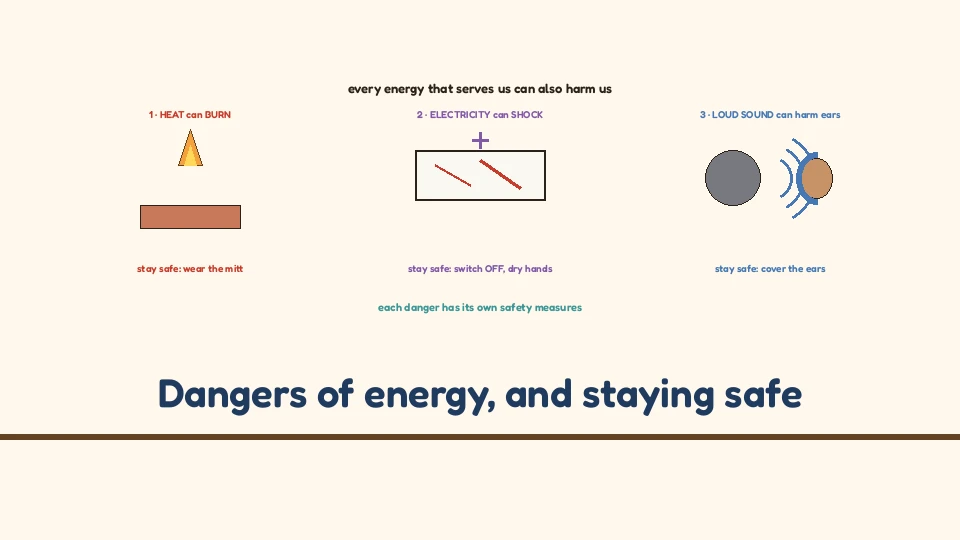 every energy that serves us can also harm us
1 · HEAT can BURN
2 · ELECTRICITY can SHOCK
3 · LOUD SOUND can harm ears
stay safe: wear the mitt
stay safe: switch OFF, dry hands
stay safe: cover the ears
each danger has its own safety measures
Dangers of energy, and staying safe